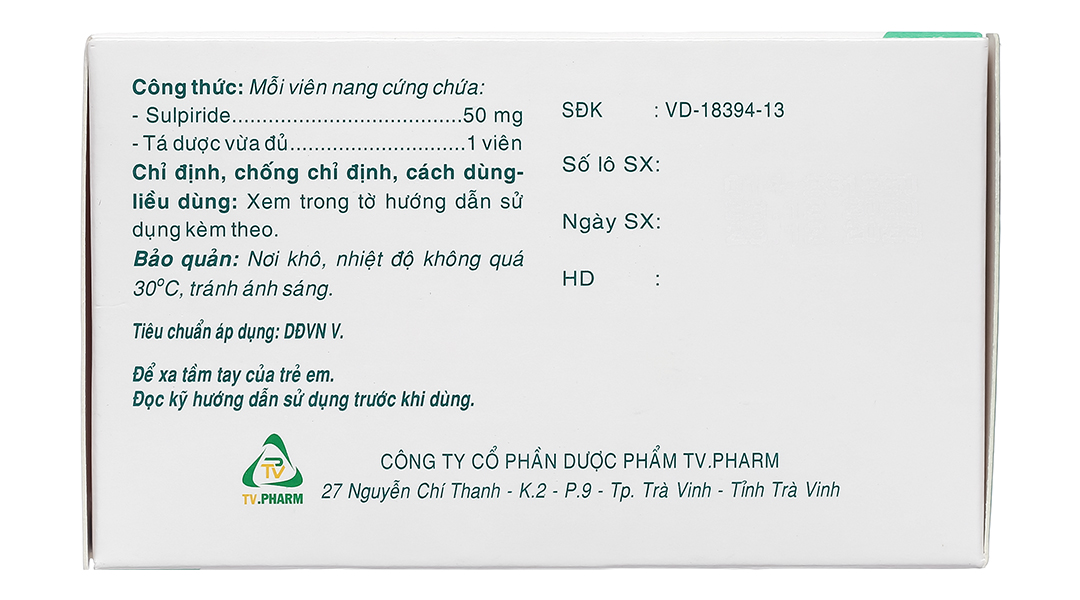 Công thức: Mỗi viên nang cứng chứa:
- Sulpiride......................................50 mg
- Tá dược vừa đủ.............................1 viên
Chỉ định, chống chỉ định, cách dùng-
liều dùng: Xem trong tờ hướng dẫn sử
dụng kèm theo.
Bảo quản: Nơi khô, nhiệt độ không quá
30°C, tránh ánh sáng.
Tiêu chuẩn áp dụng: DĐVN V.
Để xa tầm tay của trẻ em.
Đọc kỹ hướng dẫn sử dụng trước khi dùng.
SĐK : VD-18394-13
Số lô SX:
Ngày SX:
HD :
TV
TV.PHARM
CÔNG TY CỔ PHẦN DƯỢC PHẨM TV.PHARM
27 Nguyễn Chí Thanh - K.2 - P.9 - Tp. Trà Vinh - Tỉnh Trà Vinh